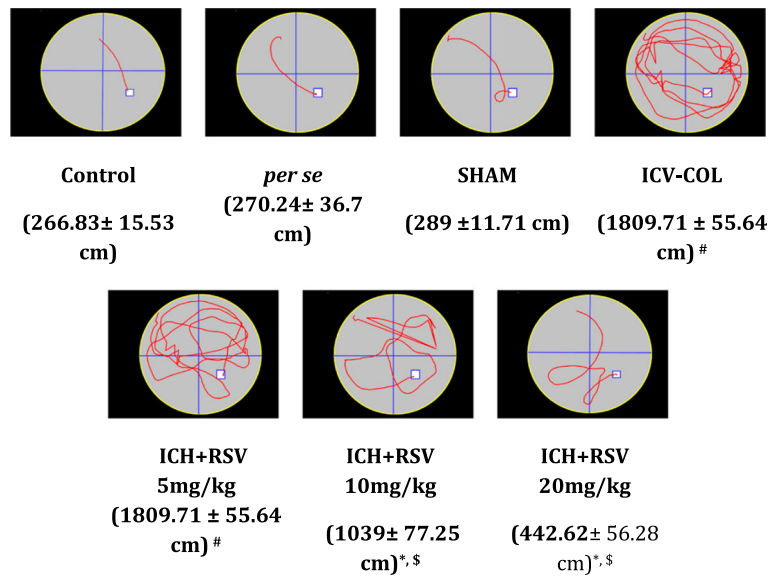 Control
(266.83± 15.53
cm)
per se
(270.24± 36.7
cm)
SHAM
(289 ±11.71 cm)
ICV-COL
(1809.71 ± 55.64
cm) #
ICH+RSV
5mg/kg
(1809.71 ± 55.64
cm) #
ICH+RSV
10mg/kg
(1039± 77.25
cm)*, $
ICH+RSV
20mg/kg
(442.62± 56.28
cm)*, $